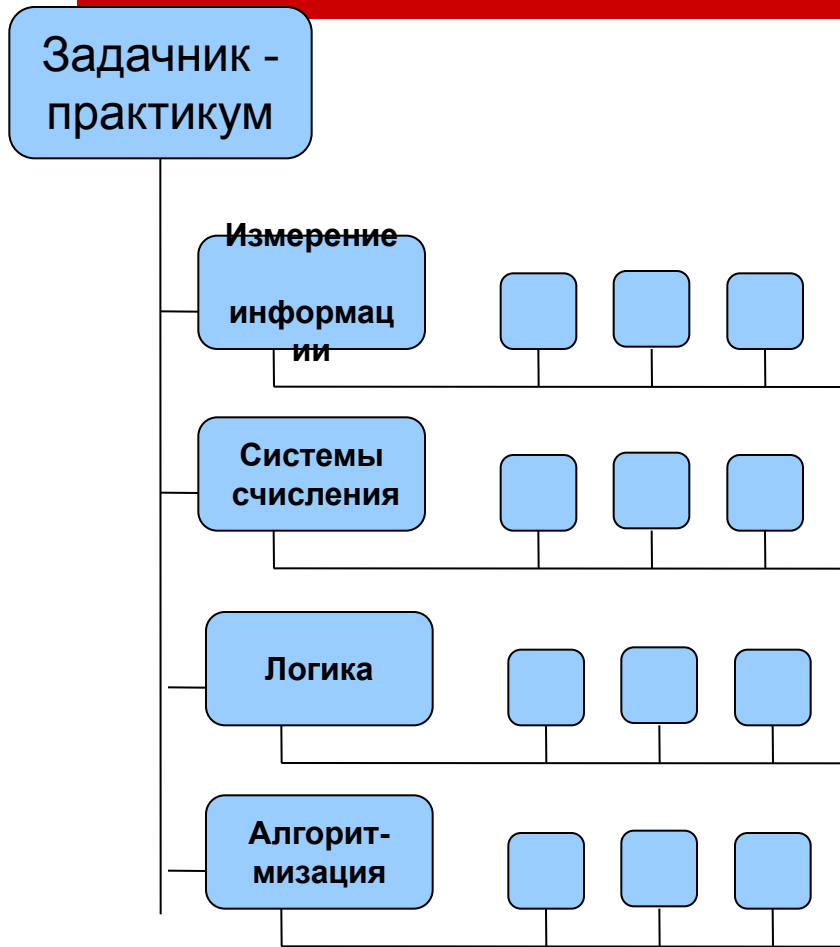 Задачник -
практикум
Измерение
информац
ии
Системы
счисления
Логика
Алгорит-
мизация